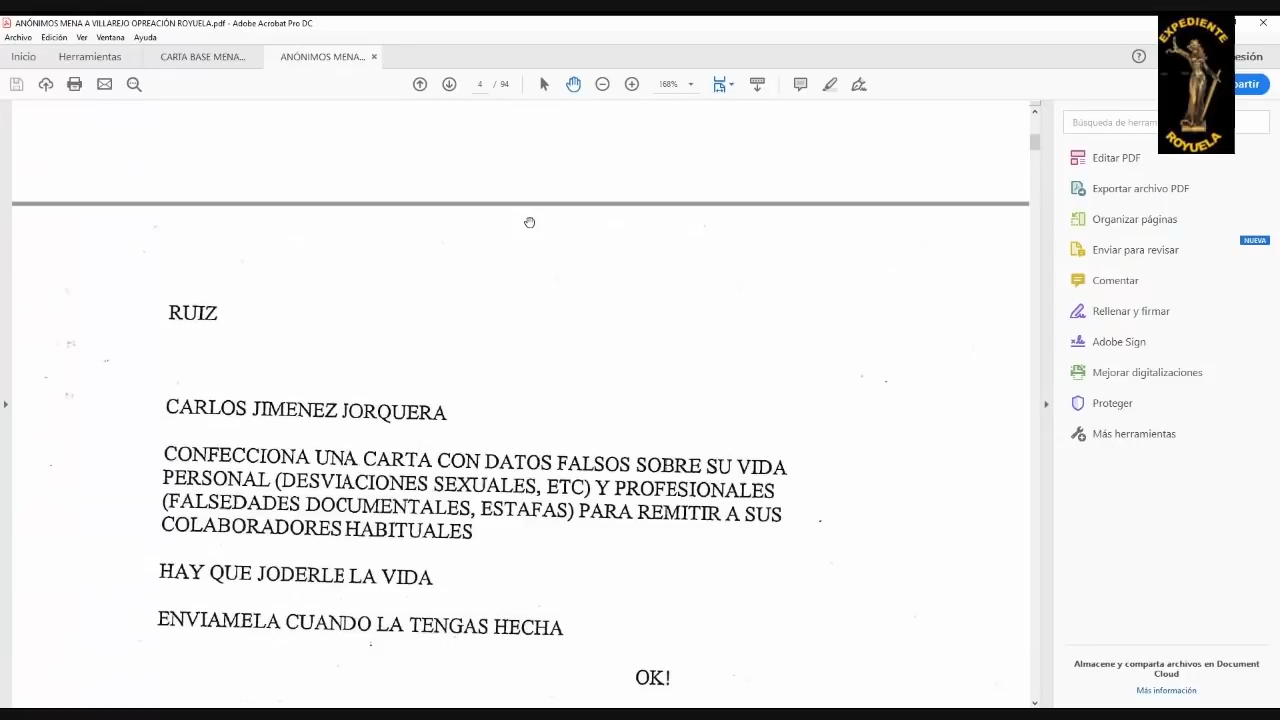 ANÓNIMOS MENA A VILLAREJO OPREACIÓN ROYUELA.pdf - Adobe Acrobat Pro DC
Archivo Edición Ver Ventana Ayuda
Inicio Herramientas CARTA BASE MENA... ANÓNIMOS MENA... × esión
4 / 94 168% partir
EXPEDIENTE
ROYUELA
Búsqueda de herram
Editar PDF
Exportar archivo PDF
Organizar páginas
NUEVA
Enviar para revisar
Comentar
Rellenar y firmar
Adobe Sign
Mejorar digitalizaciones
Proteger
Más herramientas
RUIZ
CARLOS JIMENEZ JORQUERA
CONFECCIONA UNA CARTA CON DATOS FALSOS SOBRE SU VIDA
PERSONAL (DESVIACIONES SEXUALES, ETC) Y PROFESIONALES
(FALSEDADES DOCUMENTALES, ESTAFAS) PARA REMITIR A SUS
COLABORADORES HABITUALES
HAY QUE JODERLE LA VIDA
ENVIAMELA CUANDO LA TENGAS HECHA
OK!
Almacene y comparta archivos en Document
Cloud
Más información